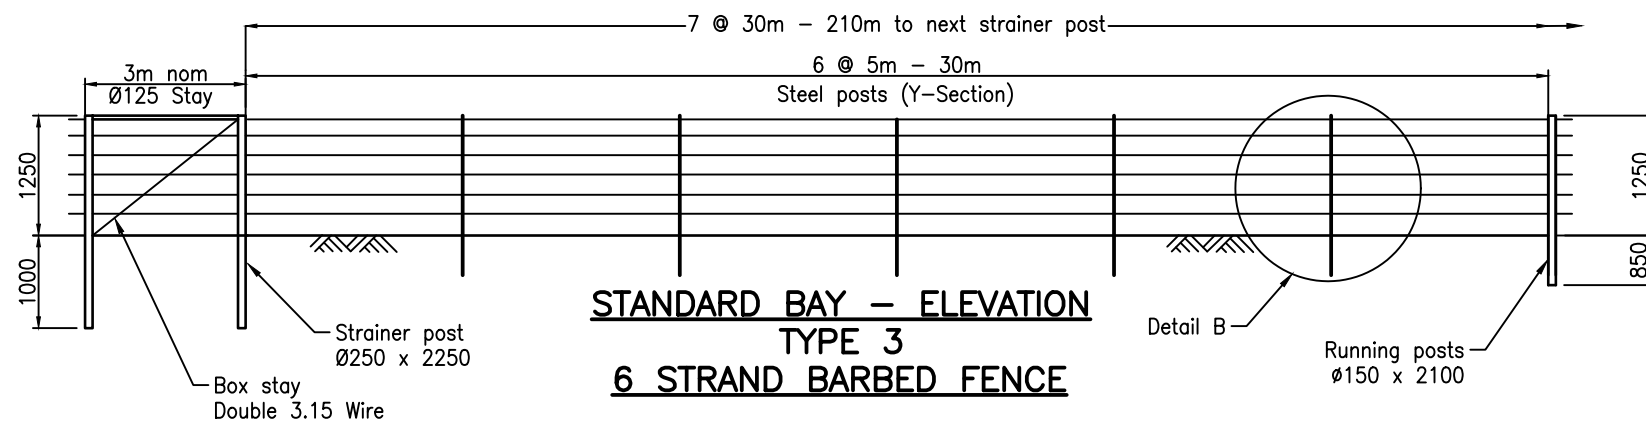 7 @ 30m – 210m to next strainer post
3m nom
Ø125 Stay
6 @ 5m – 30m
Steel posts (Y-Section)
1250
1000
1250
850
Strainer post
Ø250 x 2250
Box stay
Double 3.15 Wire
STANDARD BAY – ELEVATION
TYPE 3
6 STRAND BARBED FENCE
Detail B
Running posts
Ø150 x 2100